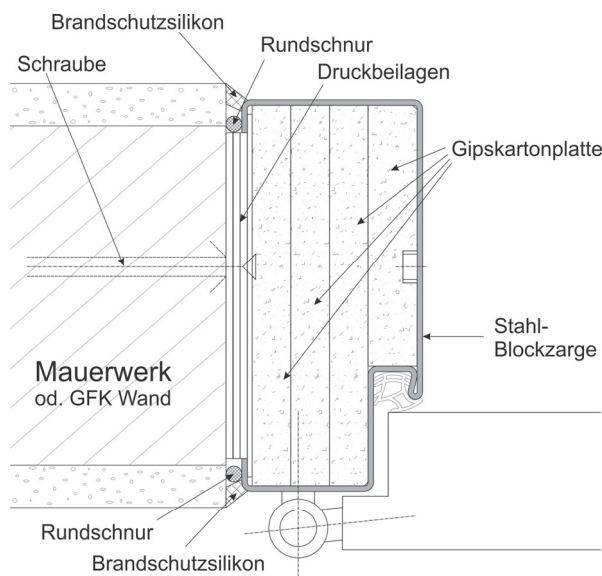 Brandschutzsilikon
Rundschnur
Schraube
Druckbeilagen
Gipskartonplatte
Stahl-
Blockzarge
Mauerwerk
od. GFK Wand
Rundschnur
Brandschutzsilikon